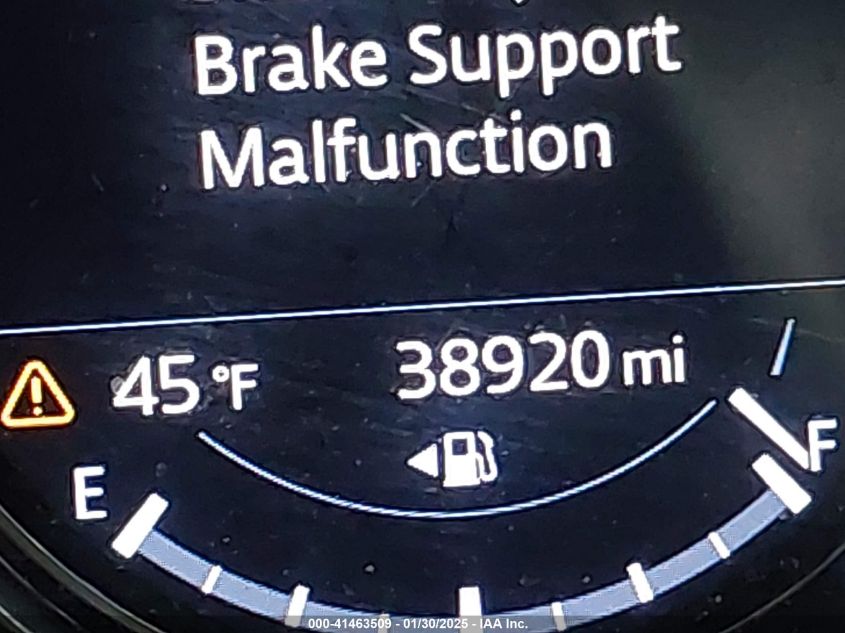 Brake Support
Malfunction
45 °F 38920 mi
E F
000-41463509 - 01/30/2025 - IAA Inc.